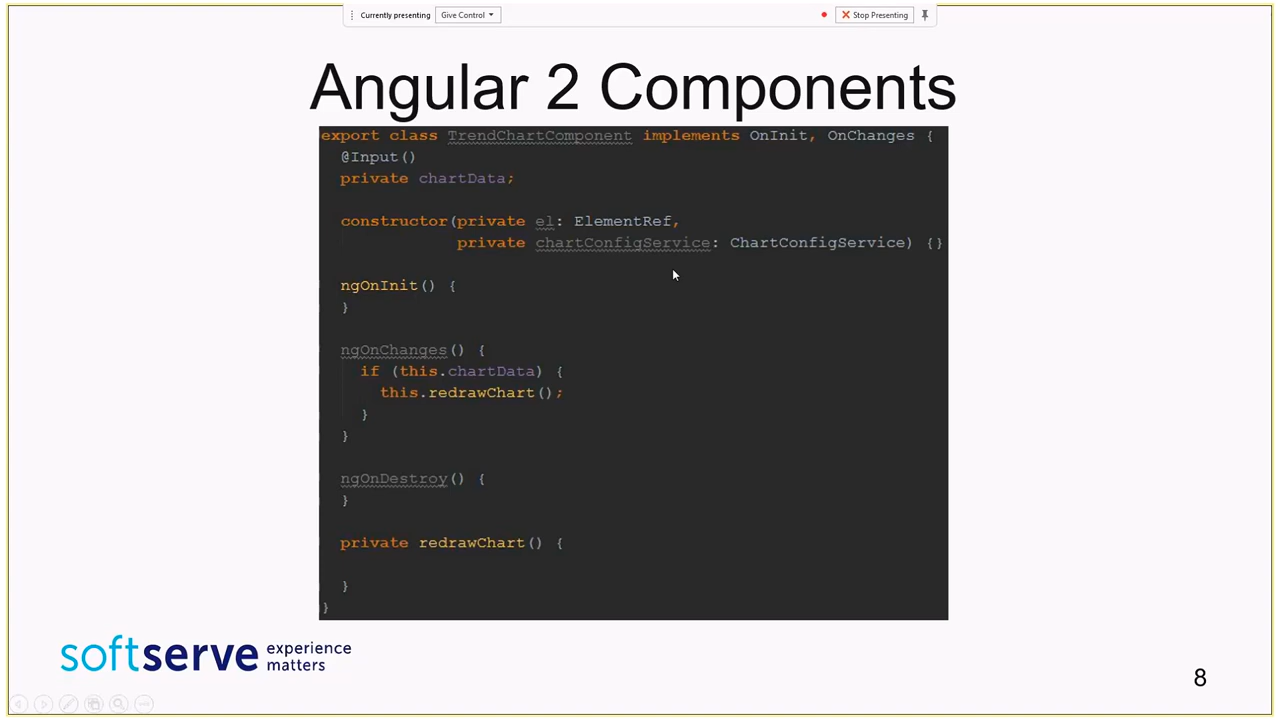 Currently presenting
Give Control
Stop Presenting
Angular 2 Components
export class TrendChartComponent implements OnInit, OnChanges {
@Input()
private chartData;
constructor(private el: ElementRef,
private chartConfigService: ChartConfigService) {}
ngOnInit() {
}
ngOnChanges() {
if (this.chartData) {
this.redrawChart();
}
}
ngOnDestroy() {
}
private redrawChart() {
}
}
softserve experience
matters
8